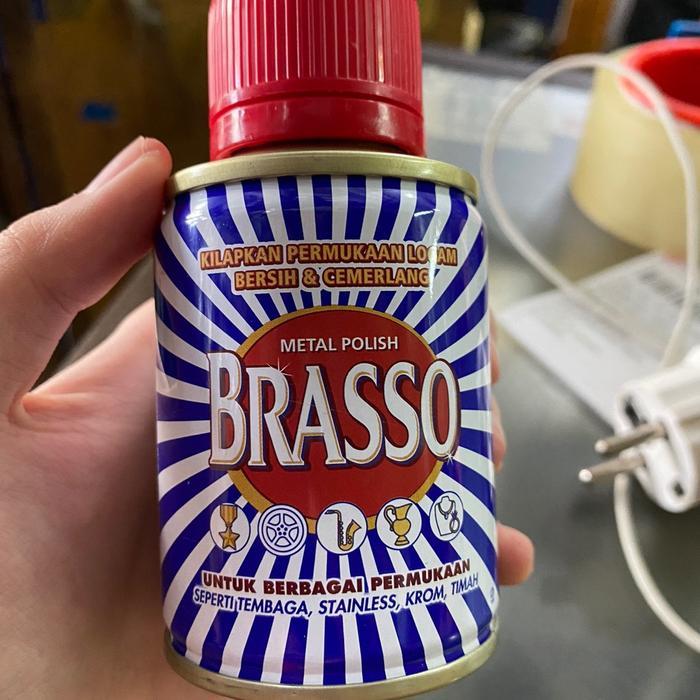 KILAPKAN PERMUKAAN LOGAM
BERSIH & CEMERLANG
METAL POLISH
BRASSO
UNTUK BERBAGAI PERMUKAAN
SEPERTI TEMBAGA, STAINLESS, KROM, TIMAH